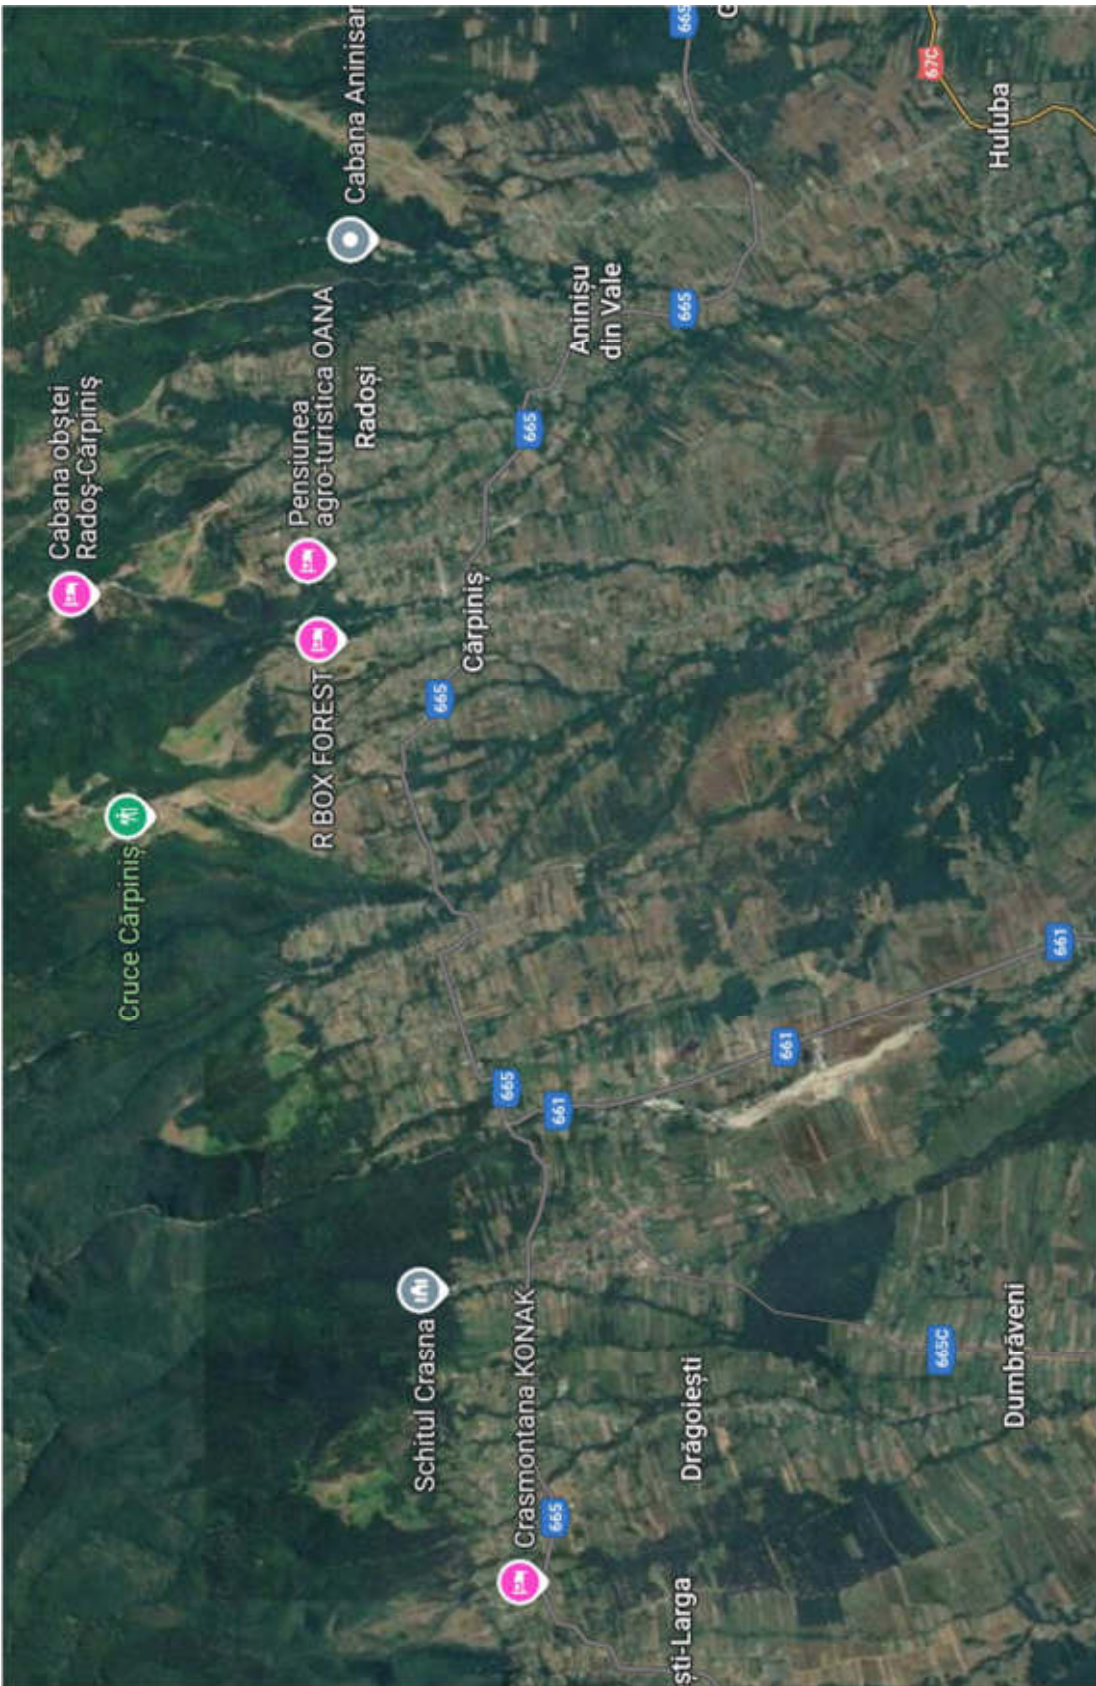 Cabana obștei
Radoș-Cărpiniș
Cruce Cărpiniș
Pensiunea
agro-turistica OANA
Cabana Aninisar
R BOX FOREST
Radoși
Schitul Crasna
665
Cărpiniș
665
665
Crasmontana KONAK
665
661
Aninișu
din Vale
665
665
665
Drăgoiești
ști-Larga
G
661
67C
665C
Huluba
Dumbrăveni
661